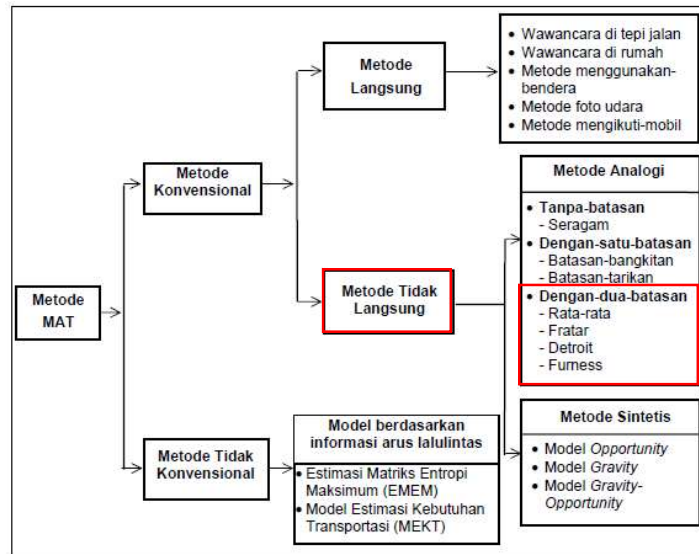 Metode
Langsung
• Wawancara di tepi jalan
• Wawancara di rumah
• Metode menggunakan-
bendera
• Metode foto udara
• Metode mengikuti-mobil
Metode
Konvensional
Metode Analogi
• Tanpa-batasan
- Seragam
• Dengan-satu-batasan
- Batasan-bangkitan
- Batasan-tarikan
• Dengan-dua-batasan
- Rata-rata
- Fratar
- Detroit
- Furness
Metode Tidak
Langsung
Metode
MAT
Metode Tidak
Konvensional
Model berdasarkan
informasi arus lalulintas
• Estimasi Matriks Entropi
Maksimum (EMEM)
• Model Estimasi Kebutuhan
Transportasi (MEKT)
Metode Sintetis
• Model Opportunity
• Model Gravity
• Model Gravity-
Opportunity